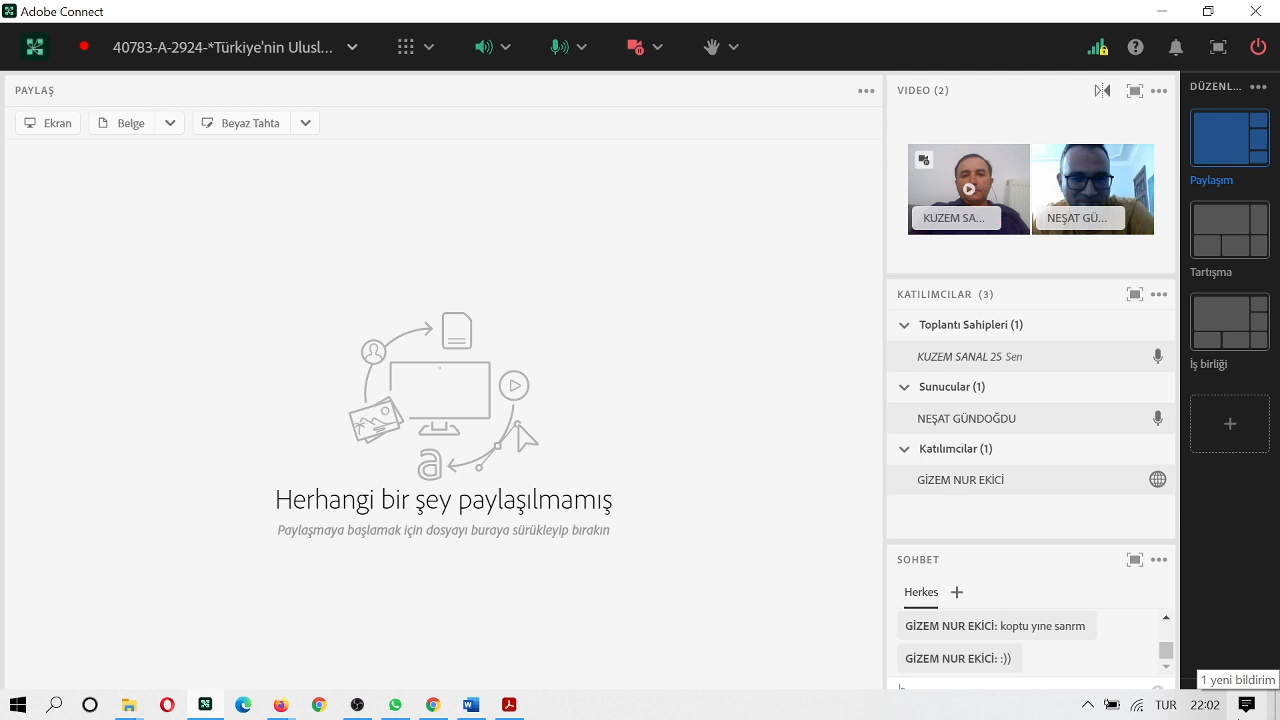 Adobe Connect
40783-A-2924-*Türkiye'nin Ulusl...
PAYLAŞ
Ekran
Belge
Beyaz Tahta
Herhangi bir şey paylaşılmamış
Paylaşmaya başlamak için dosyayı buraya sürükleyip bırakın
VIDEO (2)
KUZEM SA...
NEŞAT GÜ...
KATILIMCILAR (3)
Toplantı Sahipleri (1)
KUZEM SANAL 25 Sen
Sunucular (1)
NEŞAT GÜNDOĞDU
Katılımcılar (1)
GİZEM NUR EKİCİ
SOHBET
Herkes
GİZEM NUR EKİCİ: koptu yıne sanrm
GİZEM NUR EKİCİ: :))
DÜZENL...
Paylaşım
Tartışma
İş birliği
1 yeni bildirim
TUR
22:02